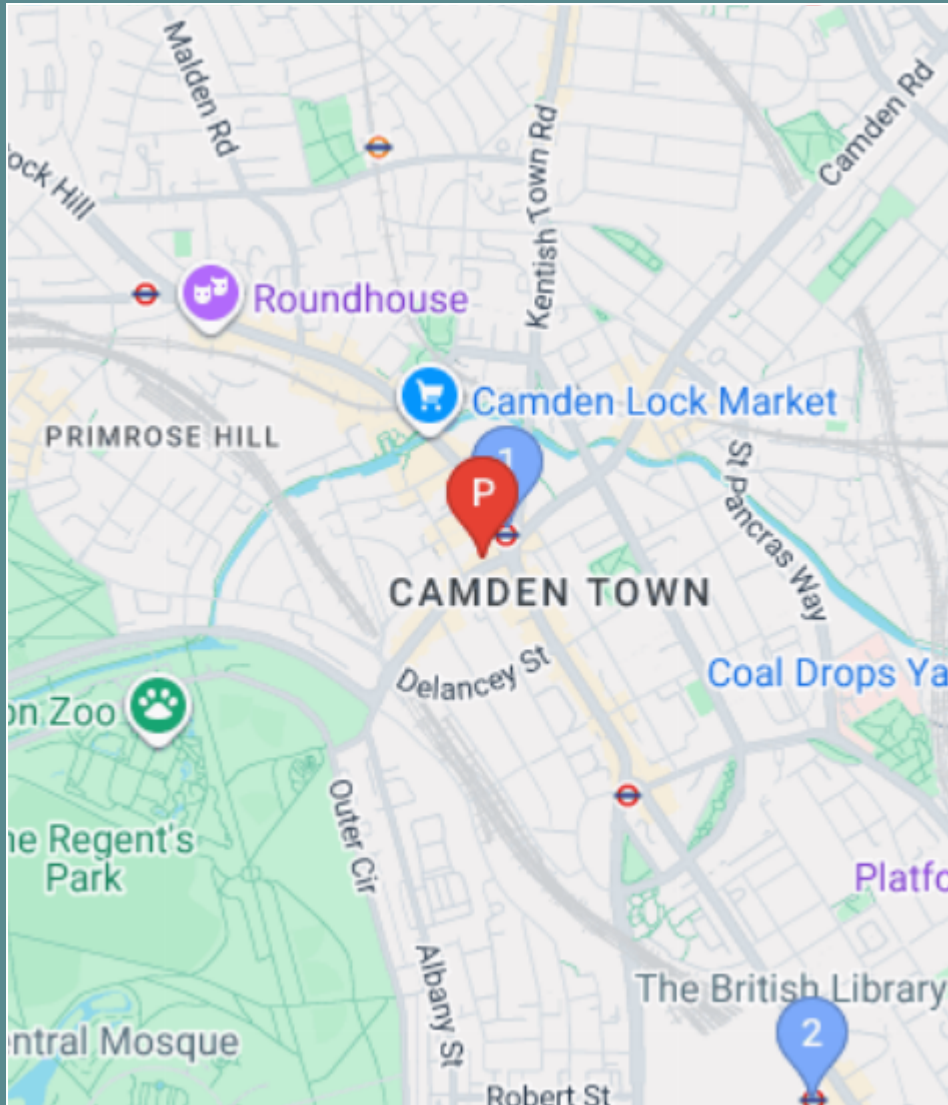 Malden Rd
Camden Rd
ock Hill
Kentish Town Rd
Roundhouse
Camden Lock Market
PRIMROSE HILL
1
P
St Pancras Way
CAMDEN TOWN
Delancey St
Coal Drops Ya
on Zoo
Outer Cir
he Regent's
Park
Platfo
Albany St
The British Library
2
entral Mosque
Robert St